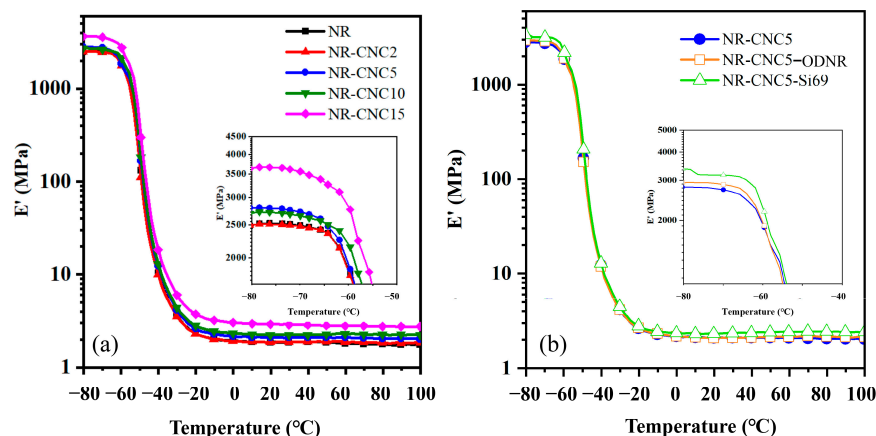 NR
NR-CNC2
NR-CNC5
NR-CNC10
NR-CNC15
E' (MPa)
1000
100
10
1
−80 −60 −40 −20 0 20 40 60 80 100
Temperature (℃)
(a)
E' (MPa)
4500
4000
3500
3000
2500
2000
−80 −70 −60 −50
Temperature (℃)
NR-CNC5
NR-CNC5−ODNR
NR-CNC5-Si69
E' (MPa)
1000
100
10
1
−80 −60 −40 −20 0 20 40 60 80 100
Temperature (℃)
(b)
E' (MPa)
5000
4000
3000
2000
−80 −60 −40
Temperature (℃)